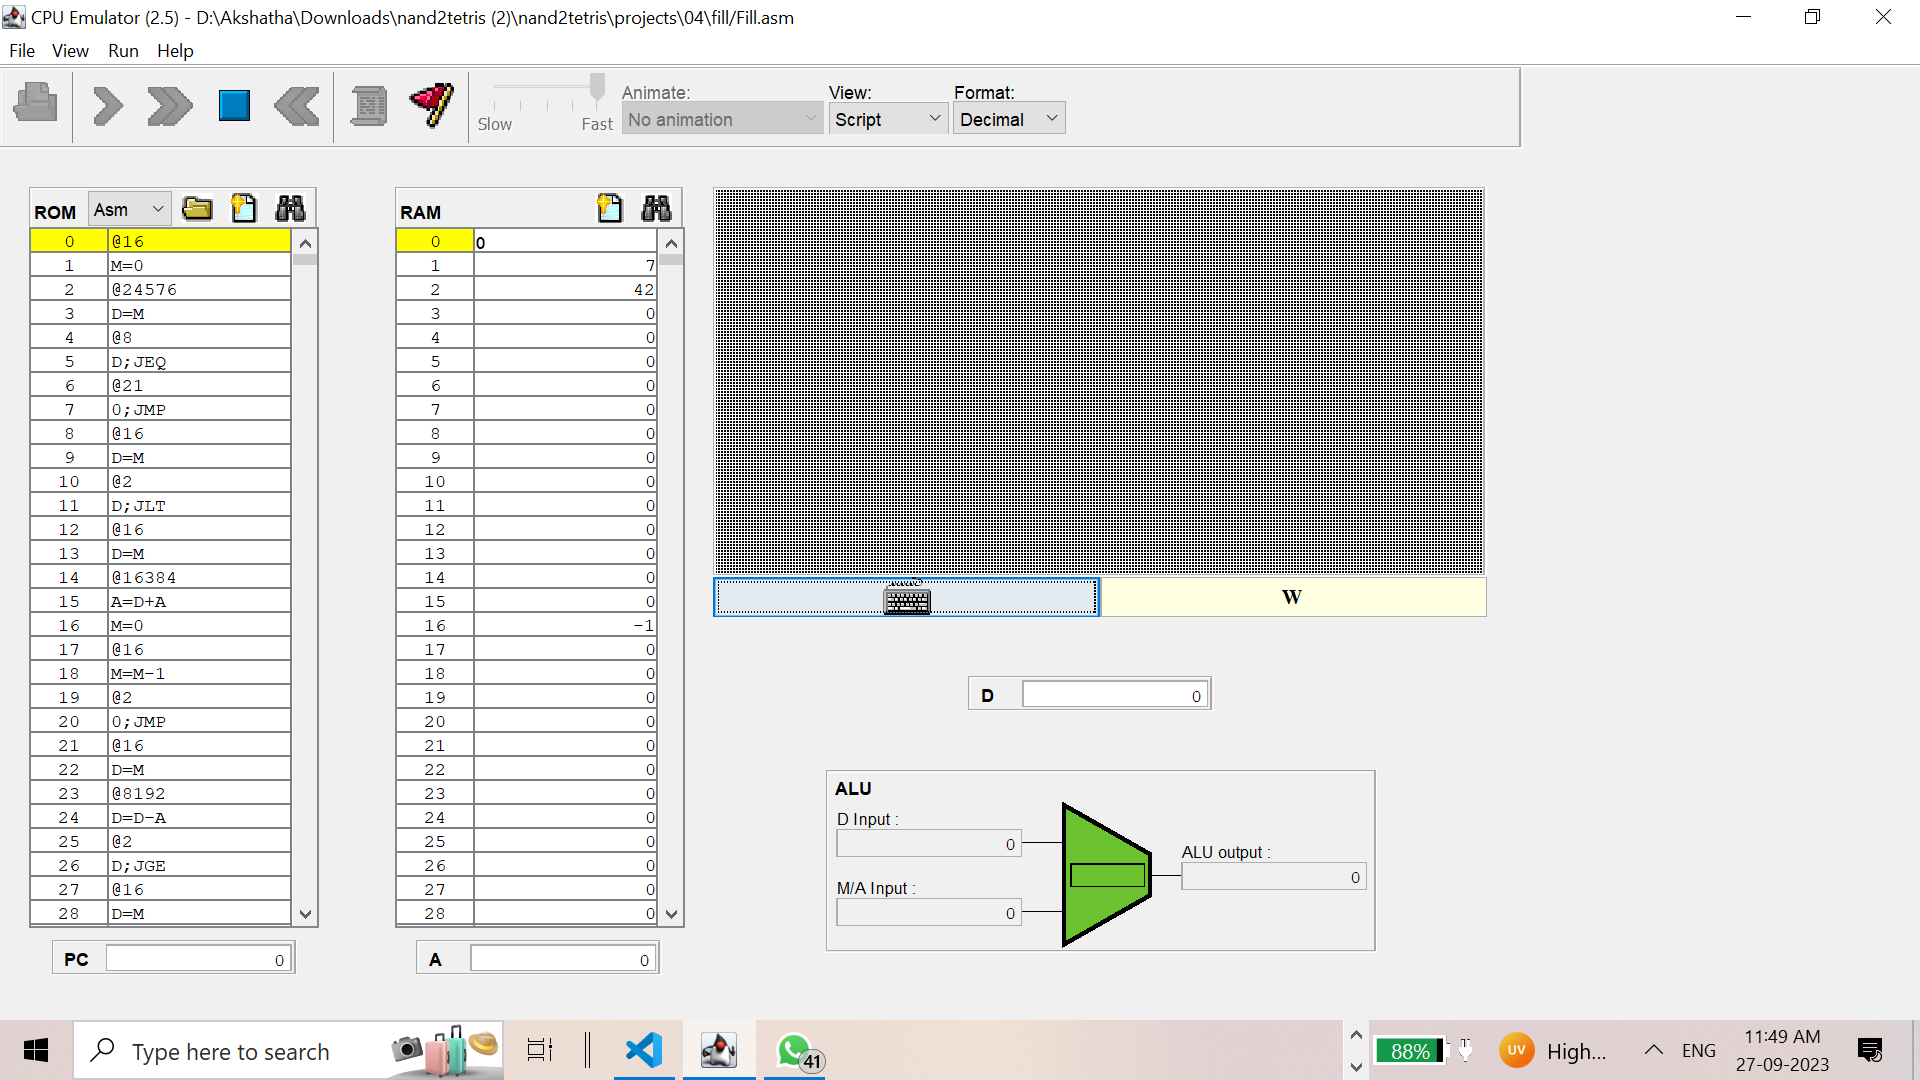 CPU Emulator (2.5) - D:\Akshatha\Downloads\nand2tetris (2)\nand2tetris\projects\04\fill/Fill.asm
File View Run Help
Slow Fast
Animate:
No animation
View:
Script
Format:
Decimal
ROM Asm
0 @16
1 M=0
2 @24576
3 D=M
4 @8
5 D;JEQ
6 @21
7 0;JMP
8 @16
9 D=M
10 @2
11 D;JLT
12 @16
13 D=M
14 @16384
15 A=D+A
16 M=0
17 @16
18 M=M-1
19 @2
20 0;JMP
21 @16
22 D=M
23 @8192
24 D=D-A
25 @2
26 D;JGE
27 @16
28 D=M
PC 0
RAM
0 0
1 7
2 42
3 0
4 0
5 0
6 0
7 0
8 0
9 0
10 0
11 0
12 0
13 0
14 0
15 0
16 -1
17 0
18 0
19 0
20 0
21 0
22 0
23 0
24 0
25 0
26 0
27 0
28 0
A 0
W
D 0
ALU
D Input :
0
M/A Input :
0
ALU output :
0
Type here to search
41
88%
UV High...
ENG
11:49 AM
27-09-2023